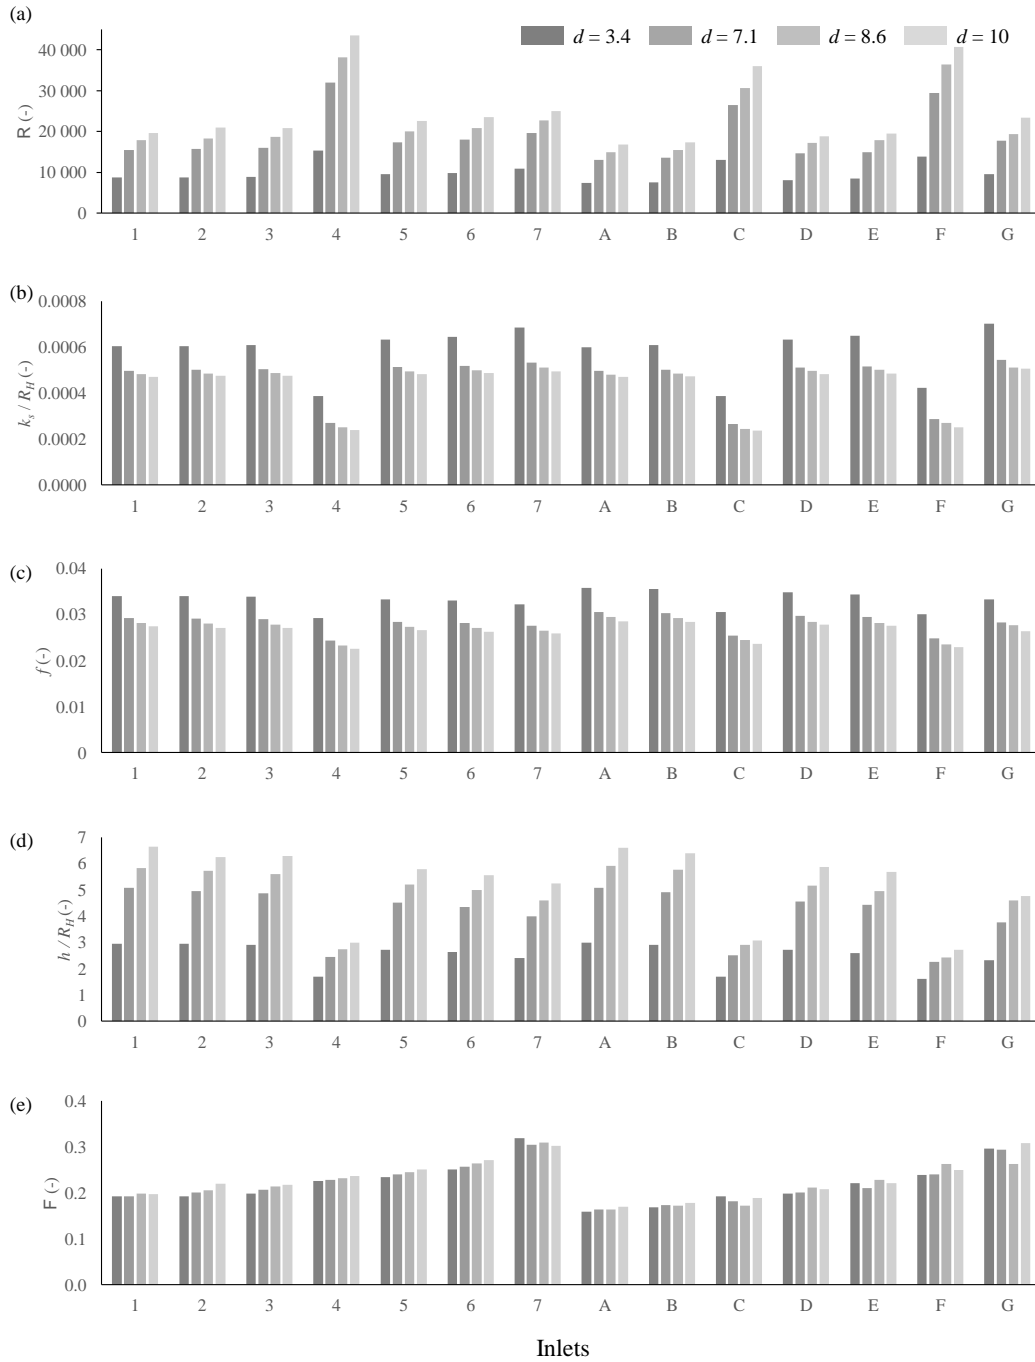 (a)
d = 3.4 d = 7.1 d = 8.6 d = 10
R (-)
40 000
30 000
20 000
10 000
0
1 2 3 4 5 6 7 A B C D E F G
(b)
k_s / R_H (-)
0.0008
0.0006
0.0004
0.0002
0.0000
1 2 3 4 5 6 7 A B C D E F G
(c)
f (-)
0.04
0.03
0.02
0.01
0
1 2 3 4 5 6 7 A B C D E F G
(d)
h / R_H (-)
7
6
5
4
3
2
1
0
1 2 3 4 5 6 7 A B C D E F G
(e)
F (-)
0.4
0.3
0.2
0.1
0.0
1 2 3 4 5 6 7 A B C D E F G
Inlets